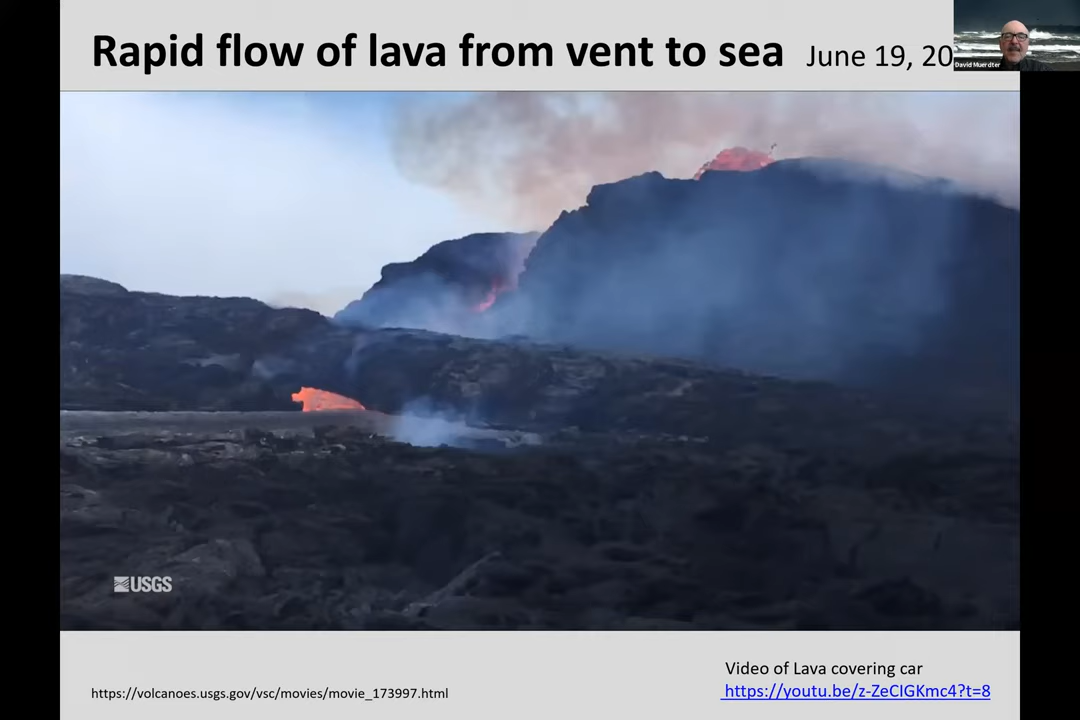 Rapid flow of lava from vent to sea June 19, 20
David Muerdter
USGS
Video of Lava covering car
https://volcanoes.usgs.gov/vsc/movies/movie_173997.html
https://youtu.be/z-ZeCIGKmc4?t=8